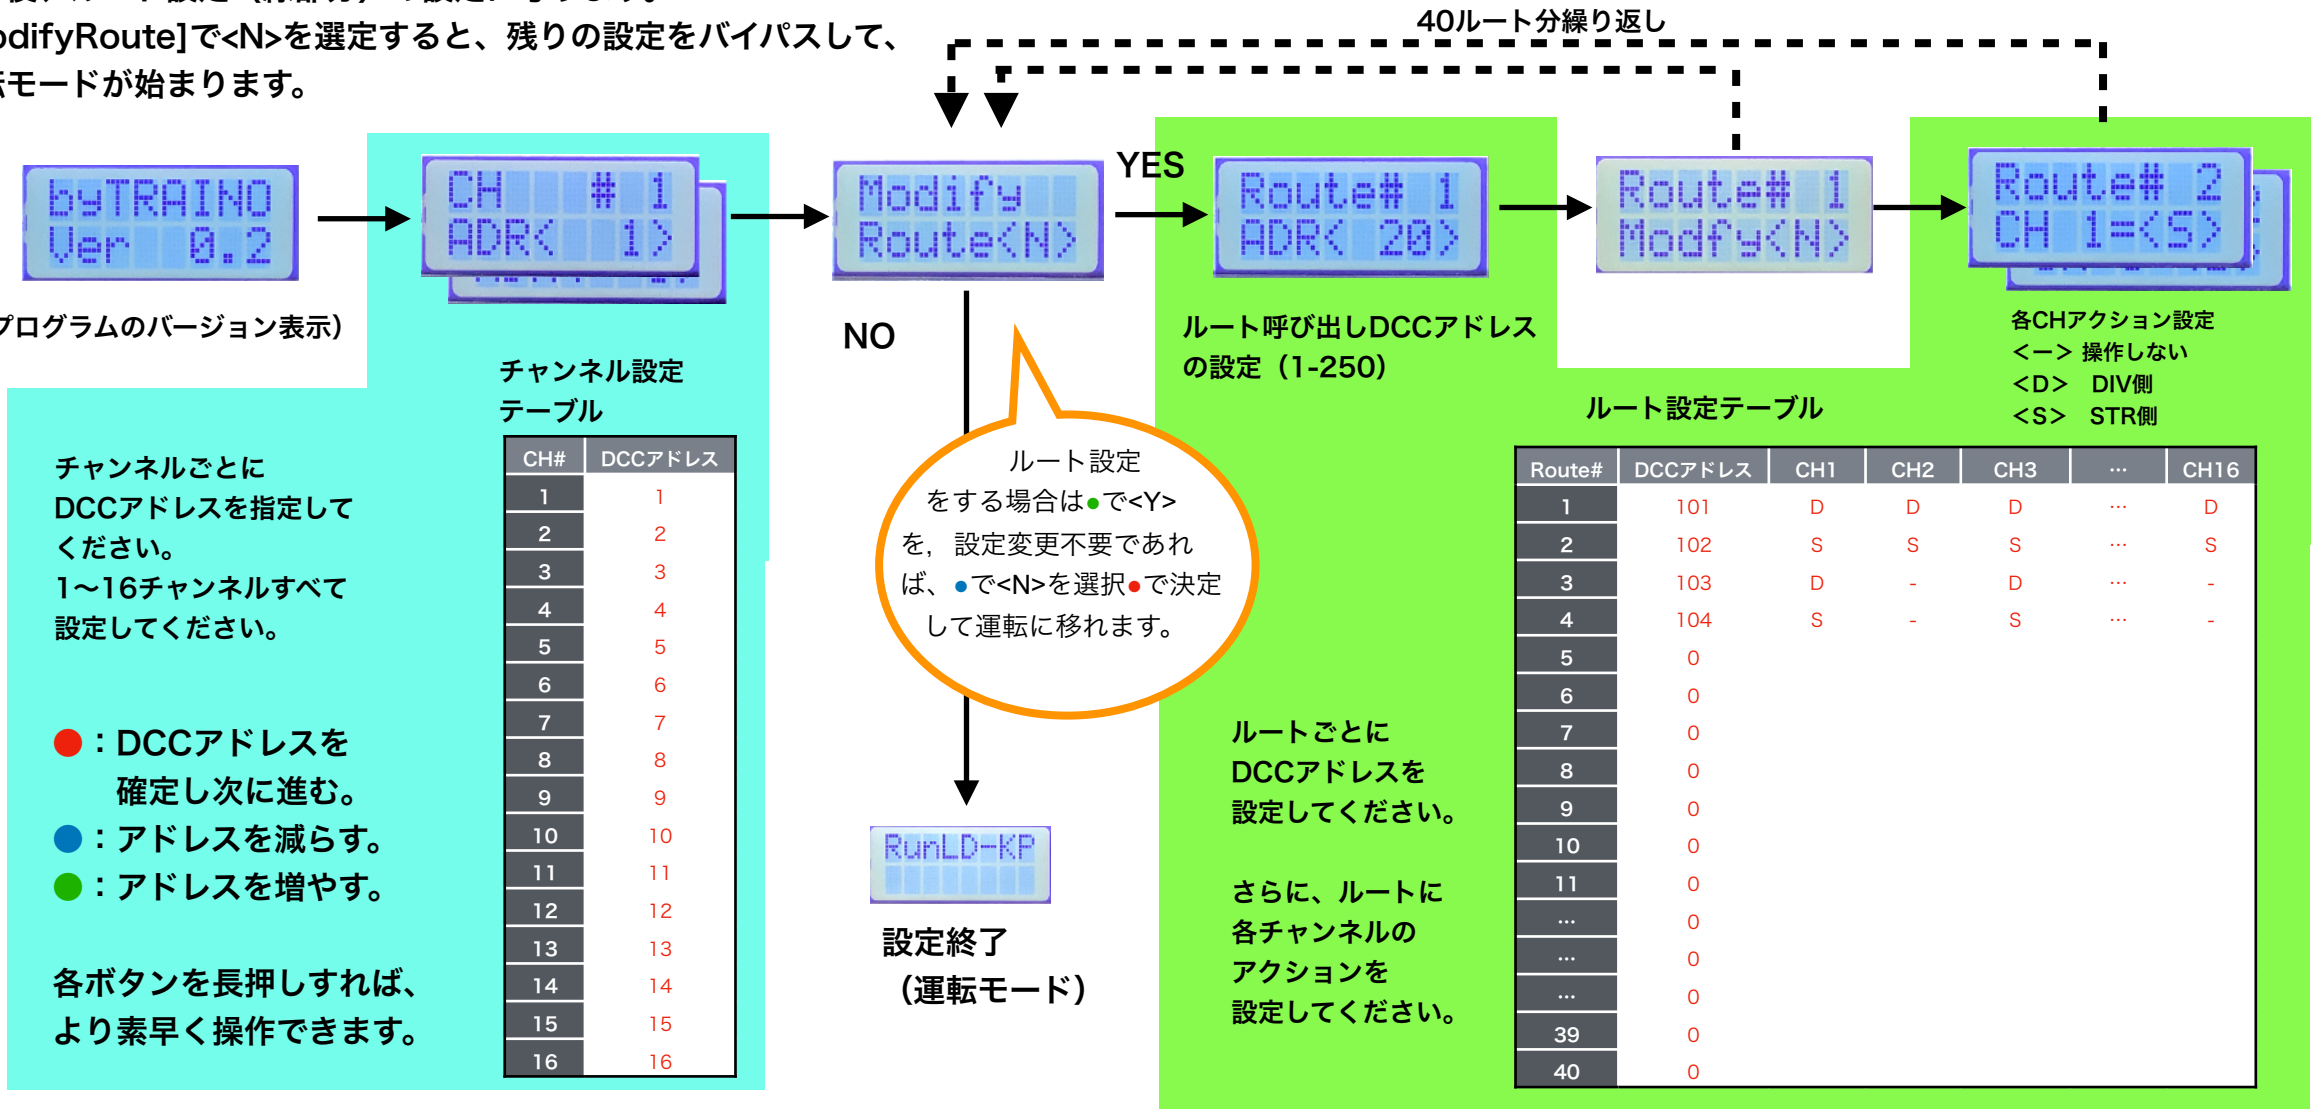 odifyRoute]で<N>を選定すると、残りの設定をバイパスして、
モードが始まります。
40ルート分繰り返し
byTRAINO
Ver 0.2
プログラムのバージョン表示）
CH # 1
ADR< 1>
Modify
Route<N>
YES
NO
Route# 1
ADR< 20>
Route# 1
Modfy<N>
Route# 2
CH 1=<S>
ルート呼び出しDCCアドレス
の設定（1-250）
各CHアクション設定
＜ー＞ 操作しない
＜D＞ DIV側
＜S＞ STR側
チャンネルごとに
DCCアドレスを指定して
ください。
1〜16チャンネルすべて
設定してください。
●：DCCアドレスを
確定し次に進む。
●：アドレスを減らす。
●：アドレスを増やす。
各ボタンを長押しすれば、
より素早く操作できます。
チャンネル設定
テーブル
CH# DCCアドレス
1 1
2 2
3 3
4 4
5 5
6 6
7 7
8 8
9 9
10 10
11 11
12 12
13 13
14 14
15 15
16 16
ルート設定
をする場合は●で<Y>
を，設定変更不要であれ
ば、●で<N>を選択●で決定
して運転に移れます。
RunLD-KP
設定終了
（運転モード）
ルートごとに
DCCアドレスを
設定してください。
さらに、ルートに
各チャンネルの
アクションを
設定してください。
ルート設定テーブル
Route# DCCアドレス CH1 CH2 CH3 … CH16
1 101 D D D … D
2 102 S S S … S
3 103 D - D … -
4 104 S - S … -
5 0
6 0
7 0
8 0
9 0
10 0
11 0
… 0
… 0
… 0
39 0
40 0